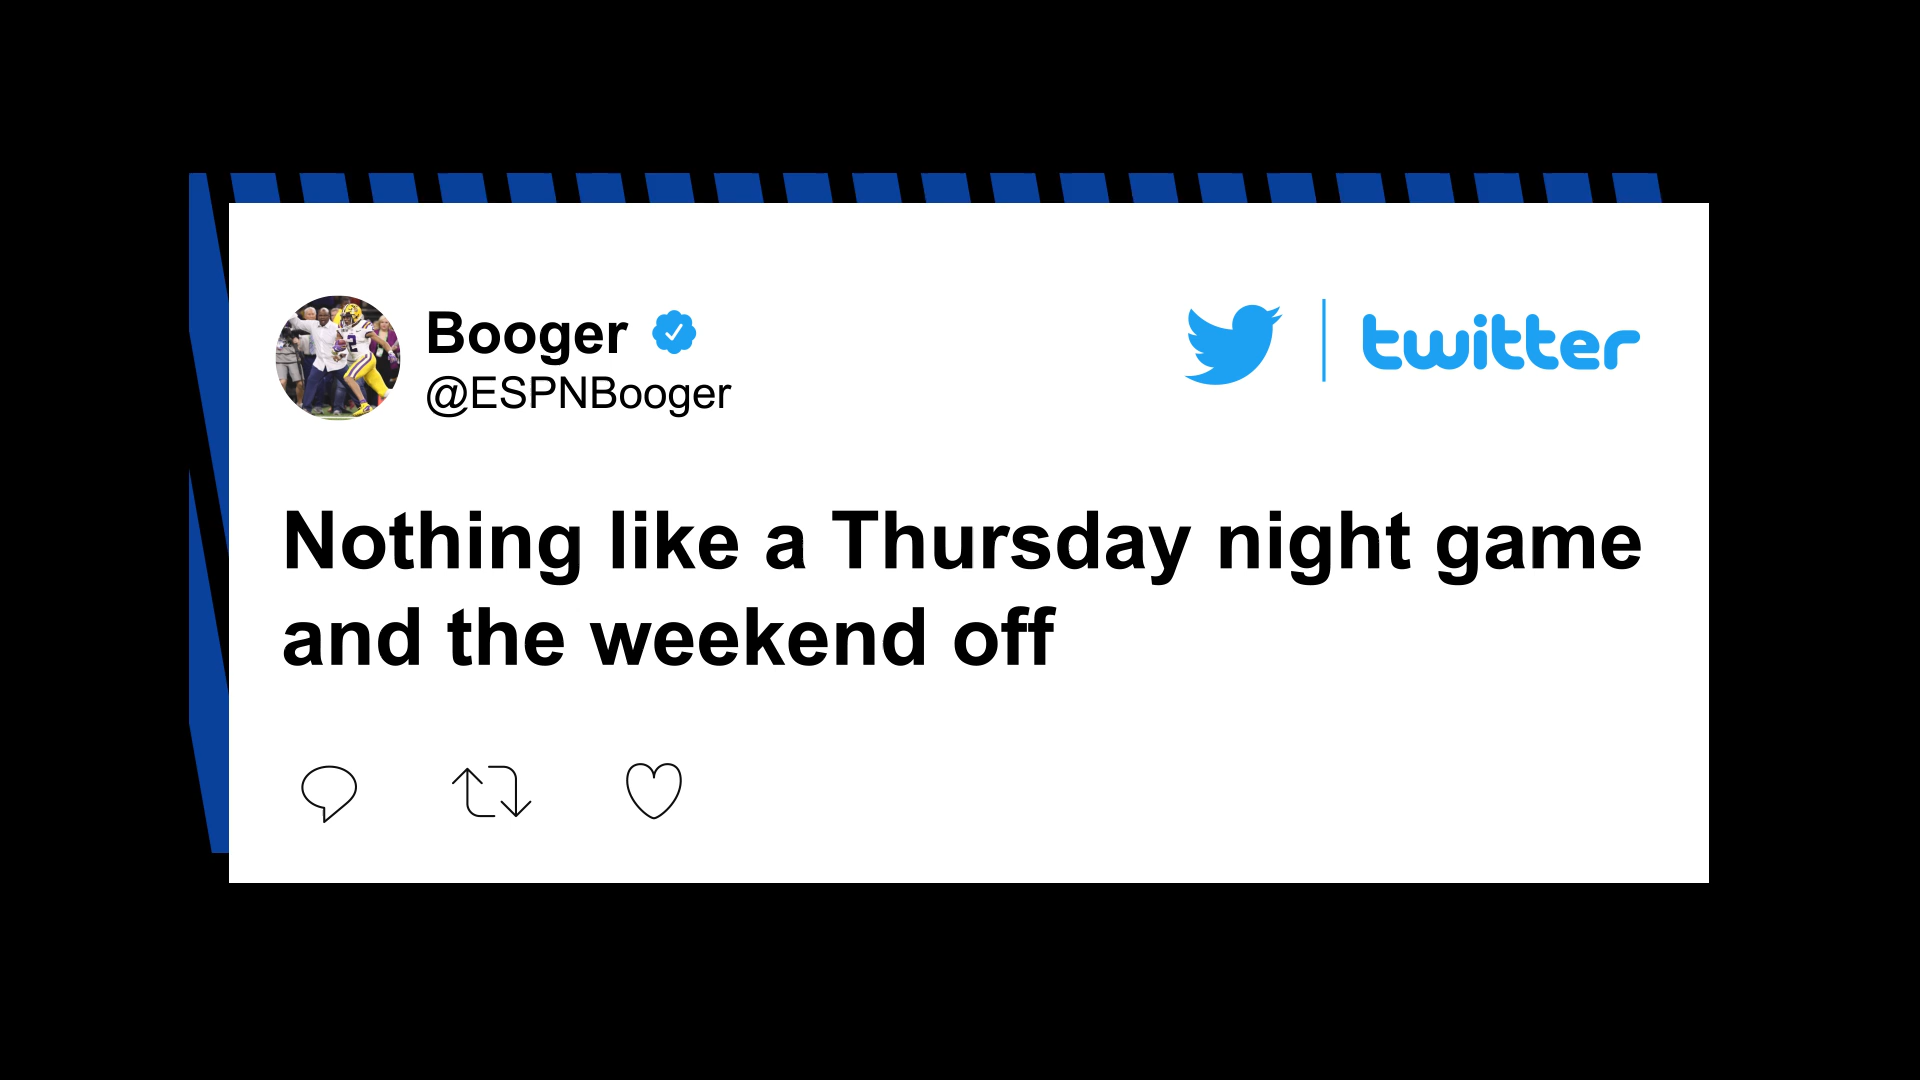 Booger
@ESPNBooger
twitter
Nothing like a Thursday night game
and the weekend off